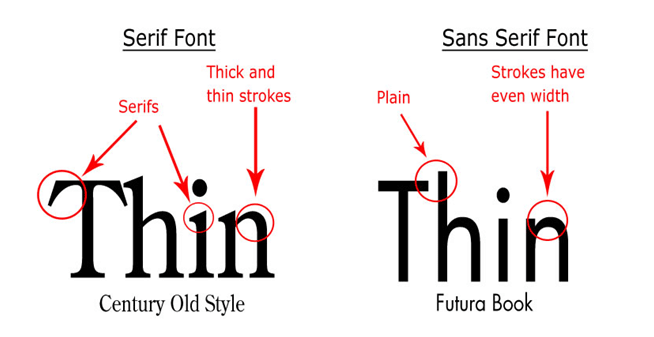 Serif Font
Serifs
Thick and
thin strokes
Thin
Century Old Style
Sans Serif Font
Plain
Strokes have
even width
Thin
Futura Book